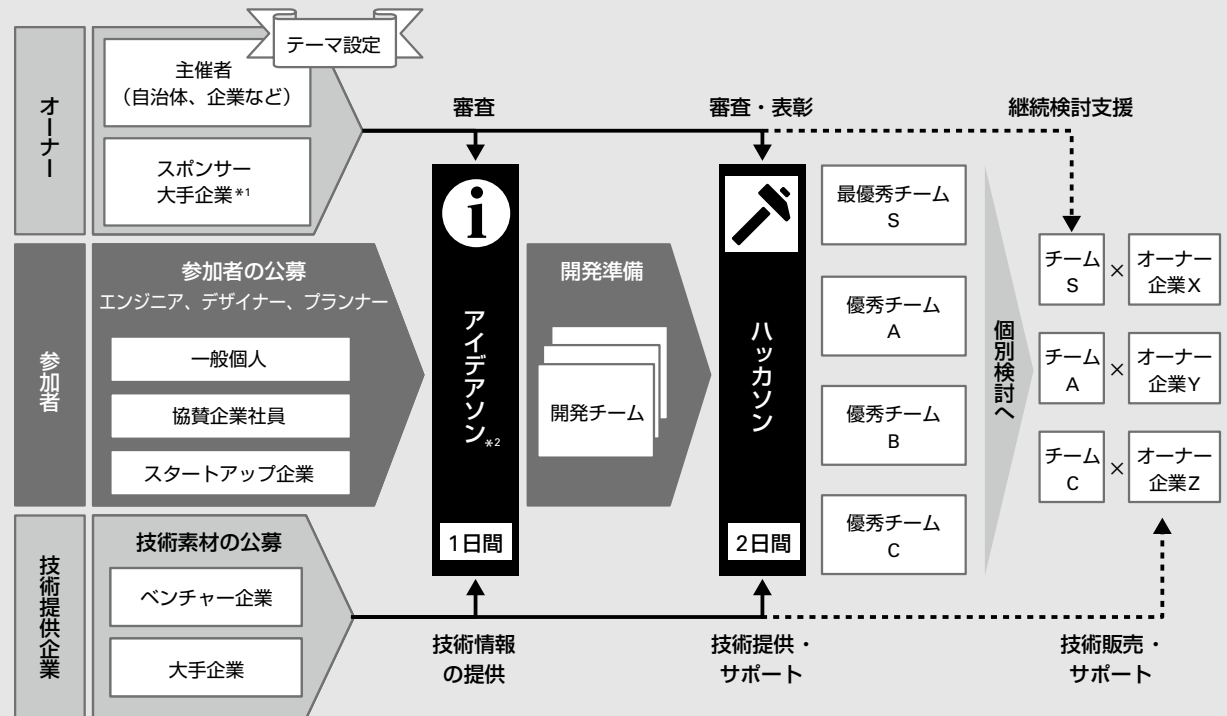 テーマ設定
オーナー
主催者
（自治体、企業など）
スポンサー
大手企業*1
審査
審査・表彰
継続検討支援
参加者
参加者の公募
エンジニア、デザイナー、プランナー
一般個人
協賛企業社員
スタートアップ企業
i
アイデアソン*2
1日間
開発準備
開発チーム
ハッカソン
2日間
最優秀チーム
S
優秀チーム
A
優秀チーム
B
優秀チーム
C
個別検討へ
チーム
S
×
オーナー
企業X
チーム
A
×
オーナー
企業Y
チーム
C
×
オーナー
企業Z
技術提供企業
技術素材の公募
ベンチャー企業
大手企業
技術情報
の提供
技術提供・
サポート
技術販売・
サポート